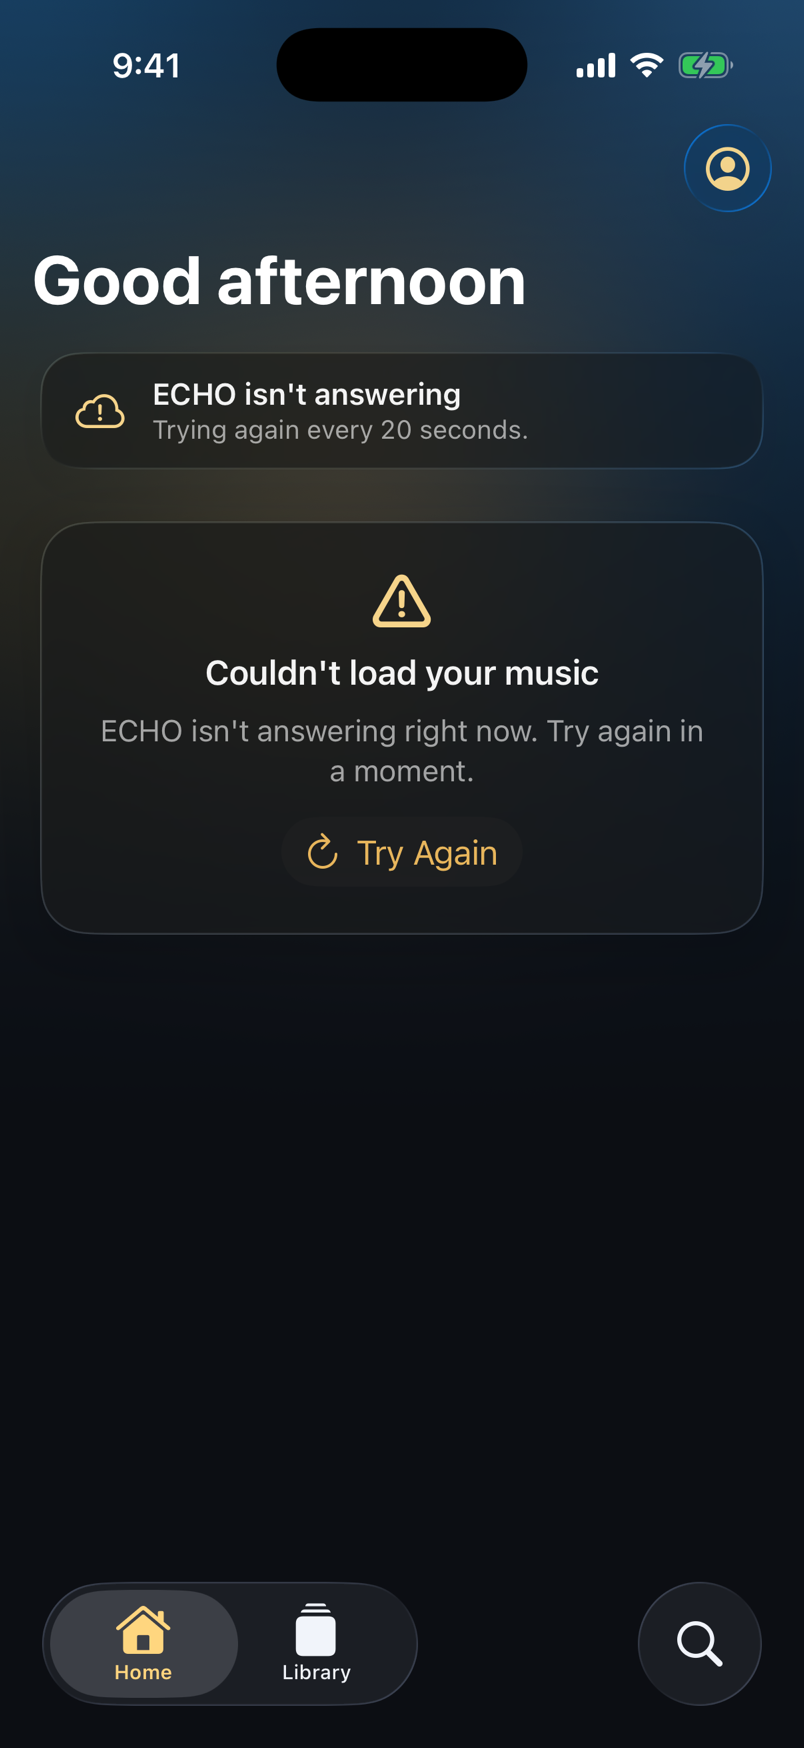 9:41
Good afternoon
ECHO isn't answering
Trying again every 20 seconds.
Couldn't load your music
ECHO isn't answering right now. Try again in
a moment.
Try Again
Home
Library